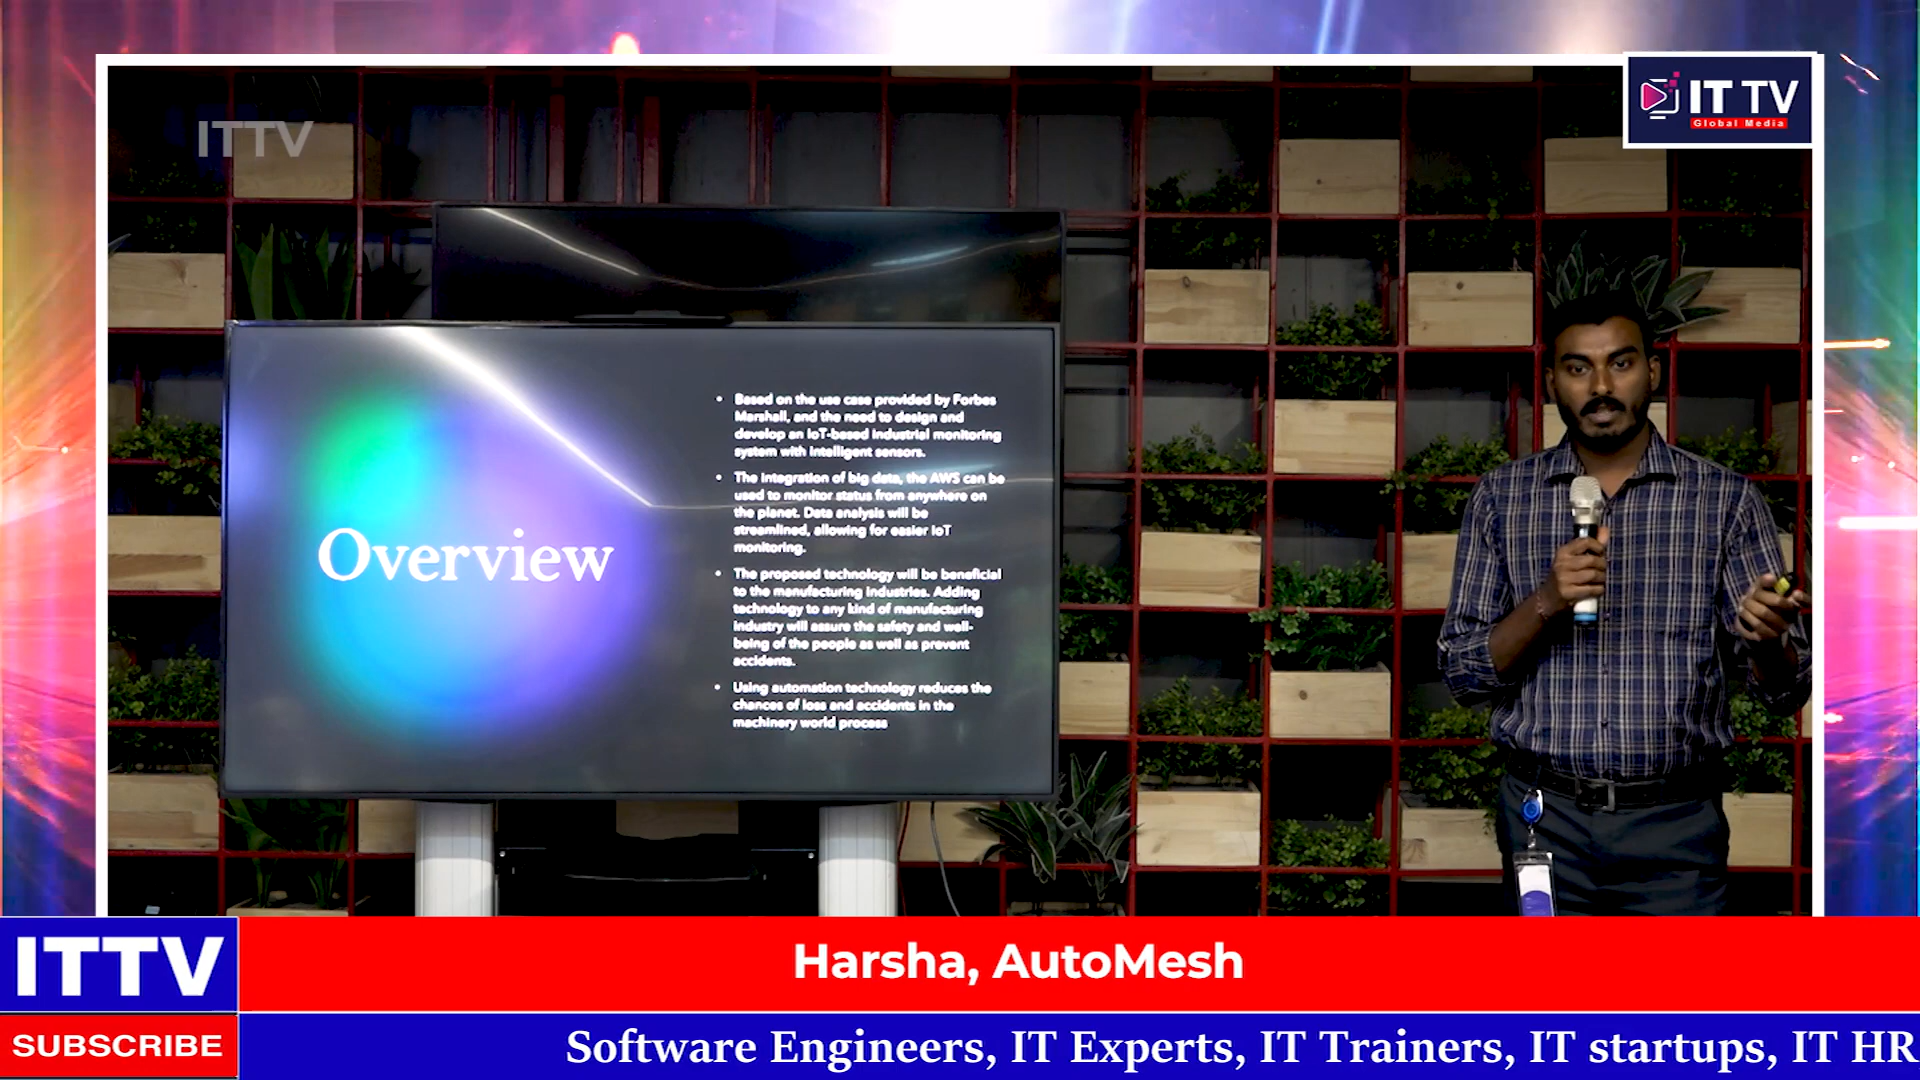 ITTV
IT TV
Global Media
Overview
• Based on the use case provided by Forbes
Marshall, and the need to design and
develop an IoT-based industrial monitoring
system with intelligent sensors.
• The integration of big data, the AWS can be
used to monitor status from anywhere on
the planet. Data analysis will be
streamlined, allowing for easier IoT
monitoring.
• The proposed technology will be beneficial
to the manufacturing industries. Adding
technology to any kind of manufacturing
industry will assure the safety and well-
being of the people as well as prevent
accidents.
• Using automation technology reduces the
chances of loss and accidents in the
machinery world process
ITTV
Harsha, AutoMesh
SUBSCRIBE
Software Engineers, IT Experts, IT Trainers, IT startups, IT HR